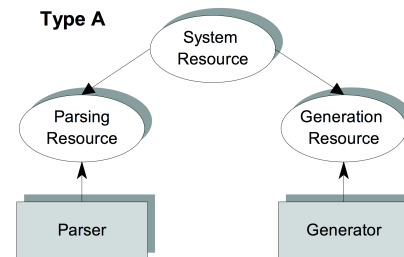 Type A
System
Resource
Parsing
Resource
Generation
Resource
Parser
Generator